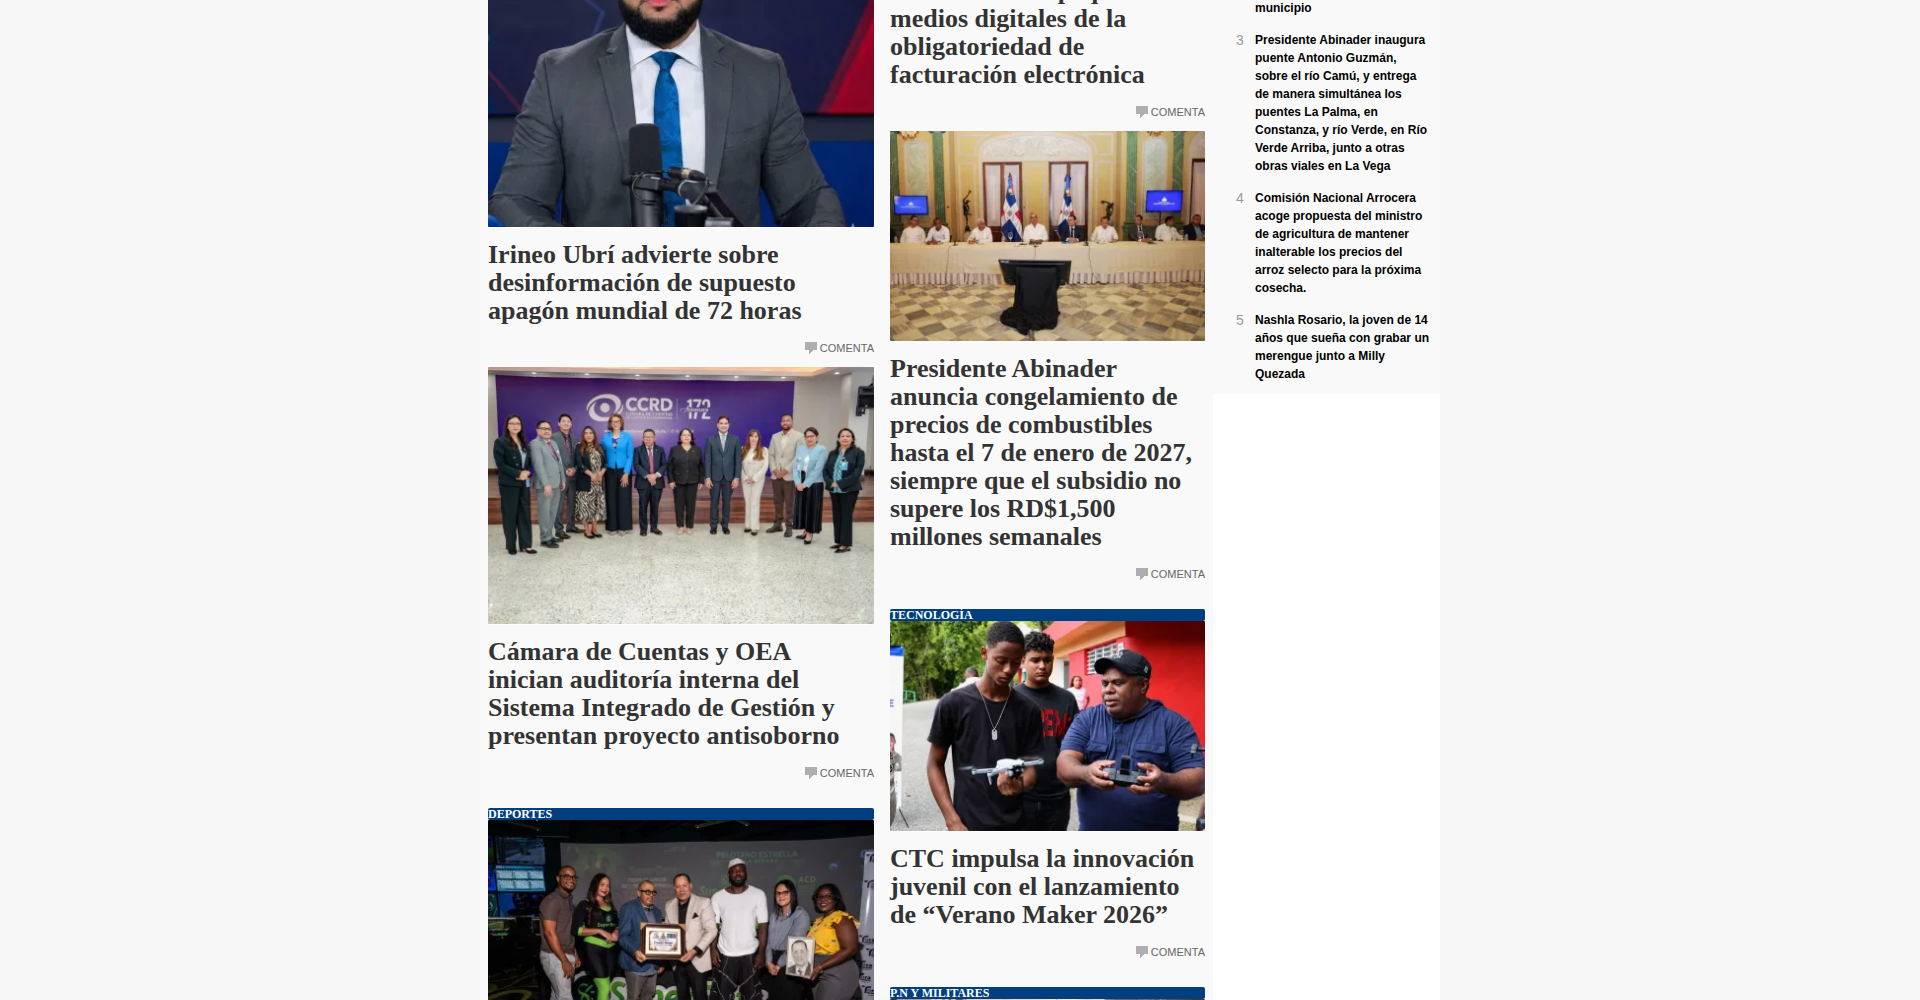 Irineo Ubrí advierte sobre
desinformación de supuesto
apagón mundial de 72 horas
COMENTA
CCRD
172
Cámara de Cuentas y OEA
inician auditoría interna del
Sistema Integrado de Gestión y
presentan proyecto antisoborno
COMENTA
DEPORTES
PELOTERO ESTRELLA
ACD
medios digitales de la
obligatoriedad de
facturación electrónica
COMENTA
Presidente Abinader
anuncia congelamiento de
precios de combustibles
hasta el 7 de enero de 2027,
siempre que el subsidio no
supere los RD$1,500
millones semanales
COMENTA
TECNOLOGÍA
CTC impulsa la innovación
juvenil con el lanzamiento
de “Verano Maker 2026”
COMENTA
P.N Y MILITARES
municipio
3 Presidente Abinader inaugura
puente Antonio Guzmán,
sobre el río Camú, y entrega
de manera simultánea los
puentes La Palma, en
Constanza, y río Verde, en Río
Verde Arriba, junto a otras
obras viales en La Vega
4 Comisión Nacional Arrocera
acoge propuesta del ministro
de agricultura de mantener
inalterable los precios del
arroz selecto para la próxima
cosecha.
5 Nashla Rosario, la joven de 14
años que sueña con grabar un
merengue junto a Milly
Quezada